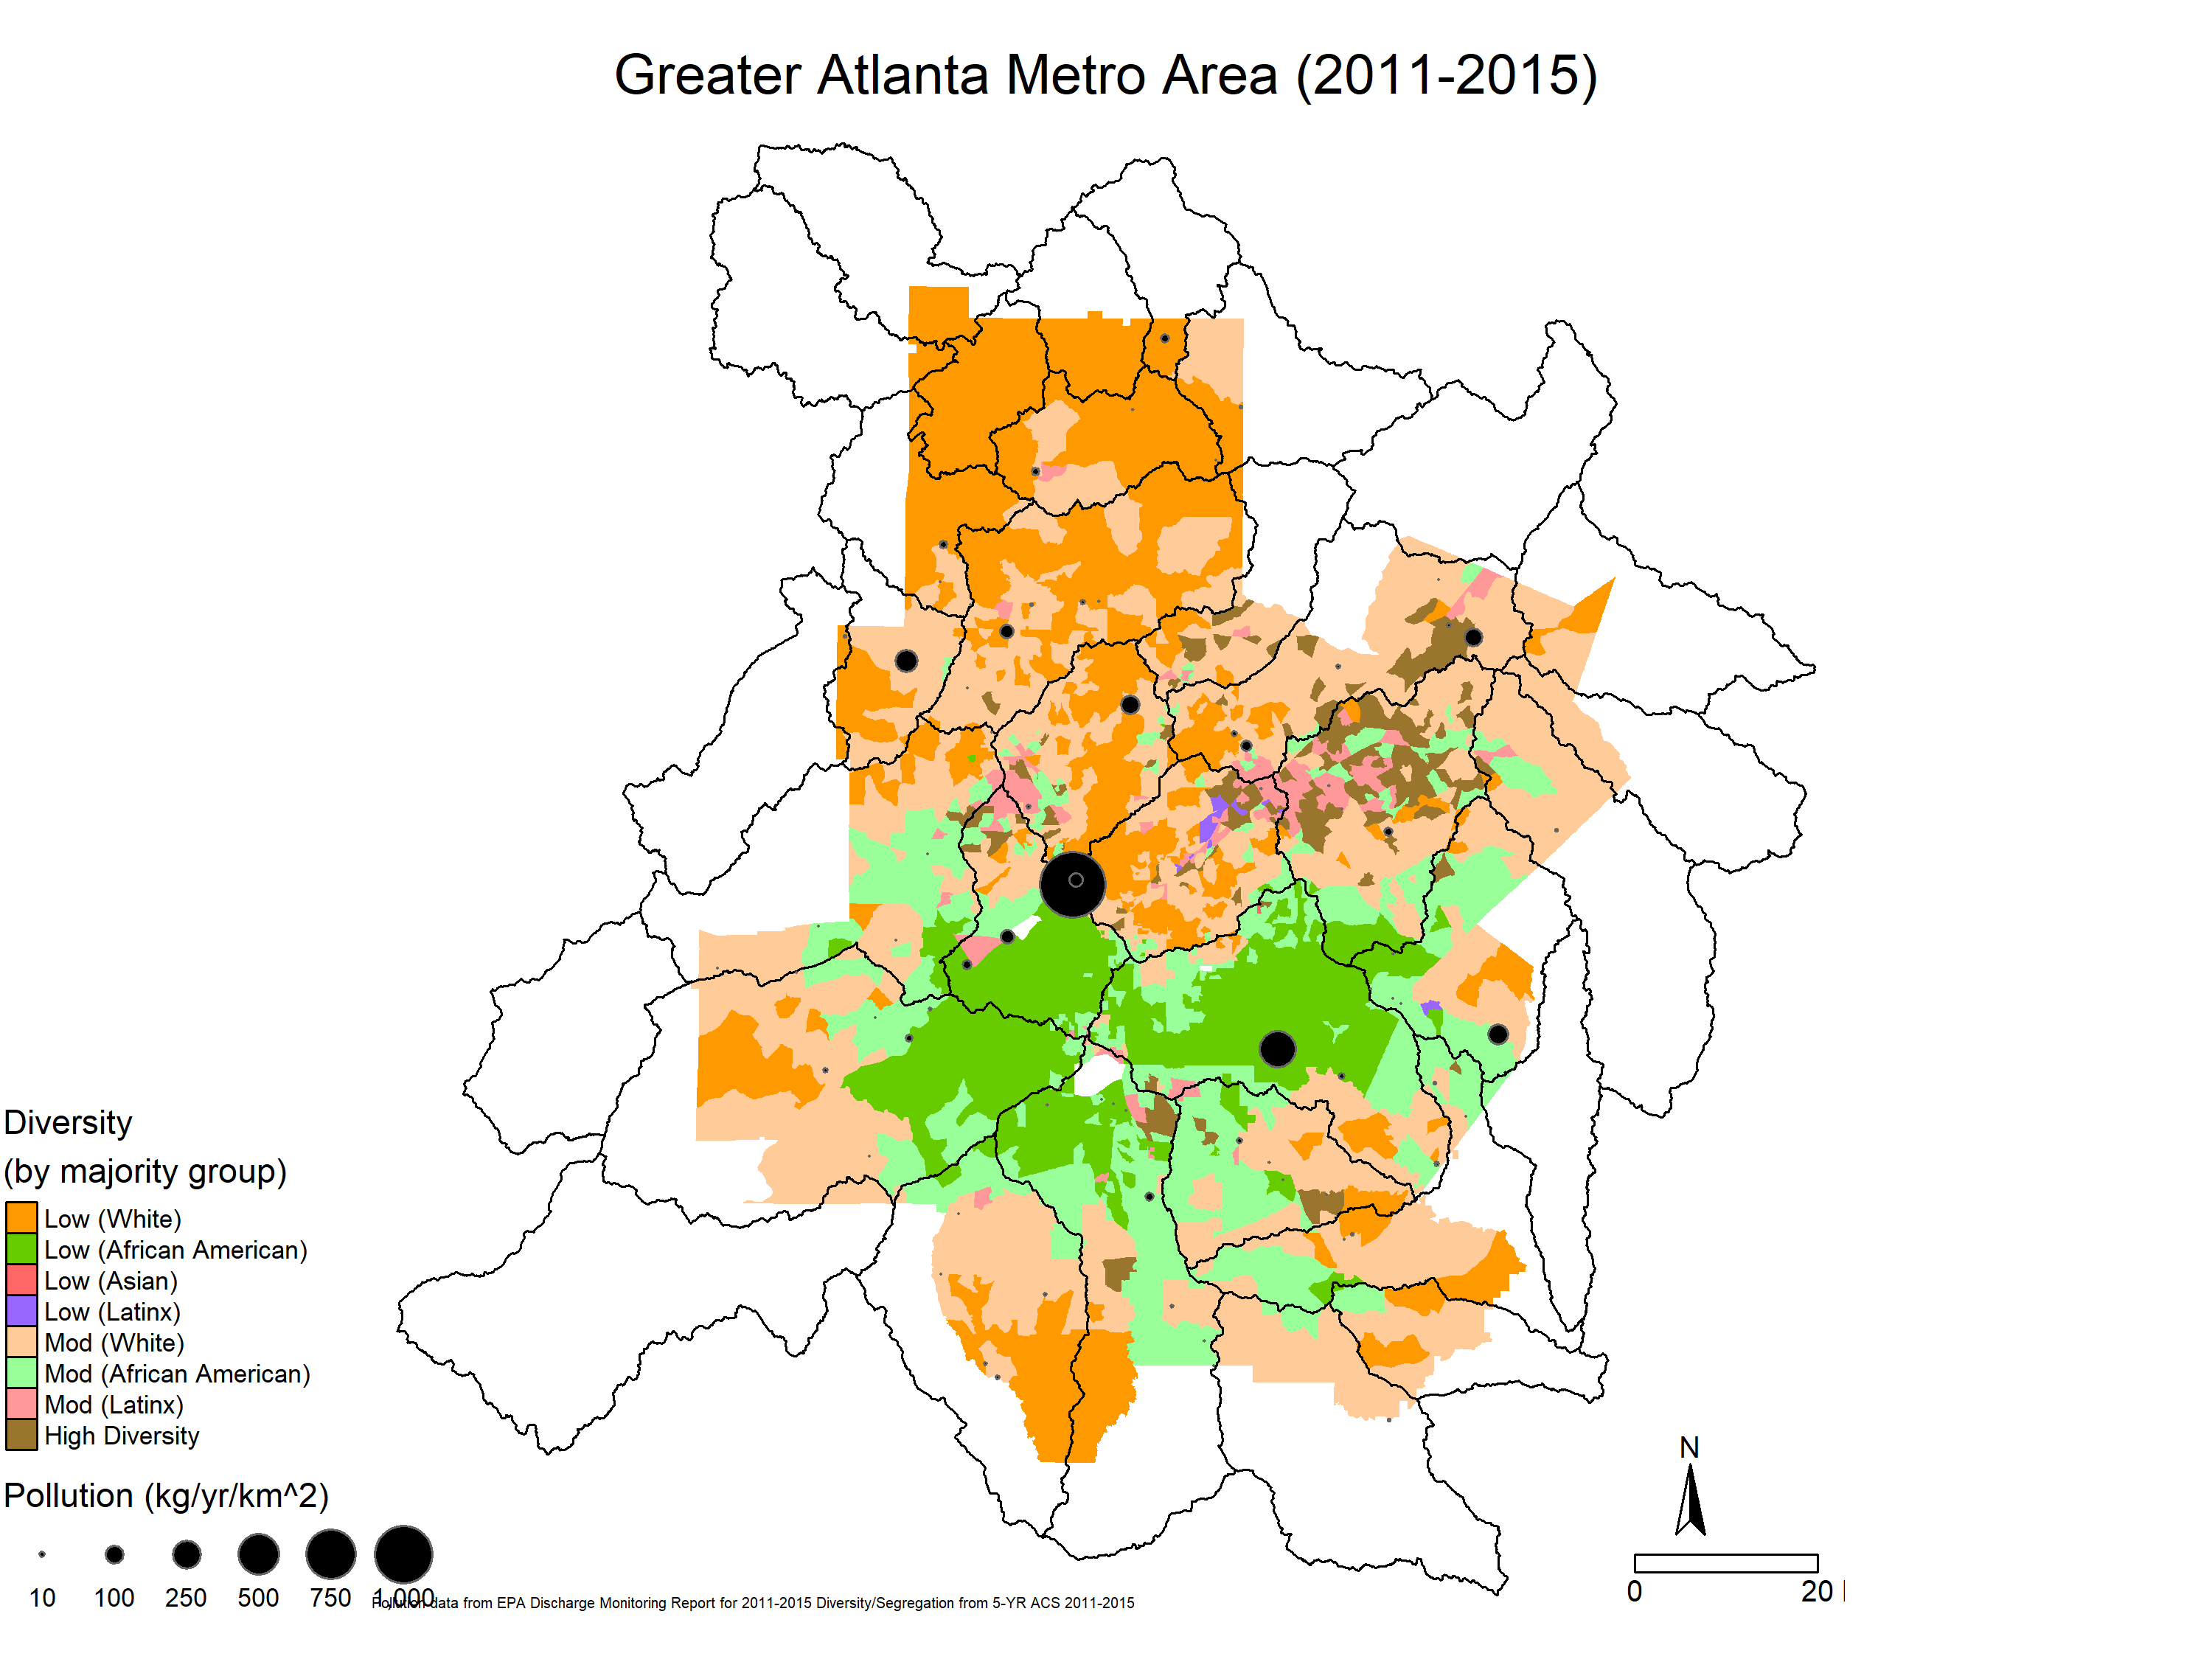 Greater Atlanta Metro Area (2011-2015)
Diversity
(by majority group)
Low (White)
Low (African American)
Low (Asian)
Low (Latinx)
Mod (White)
Mod (African American)
Mod (Latinx)
High Diversity
Pollution (kg/yr/km^2)
10 100 250 500 750 1,000
Pollution data from EPA Discharge Monitoring Report for 2011-2015 Diversity/Segregation from 5-YR ACS 2011-2015
N
0 20